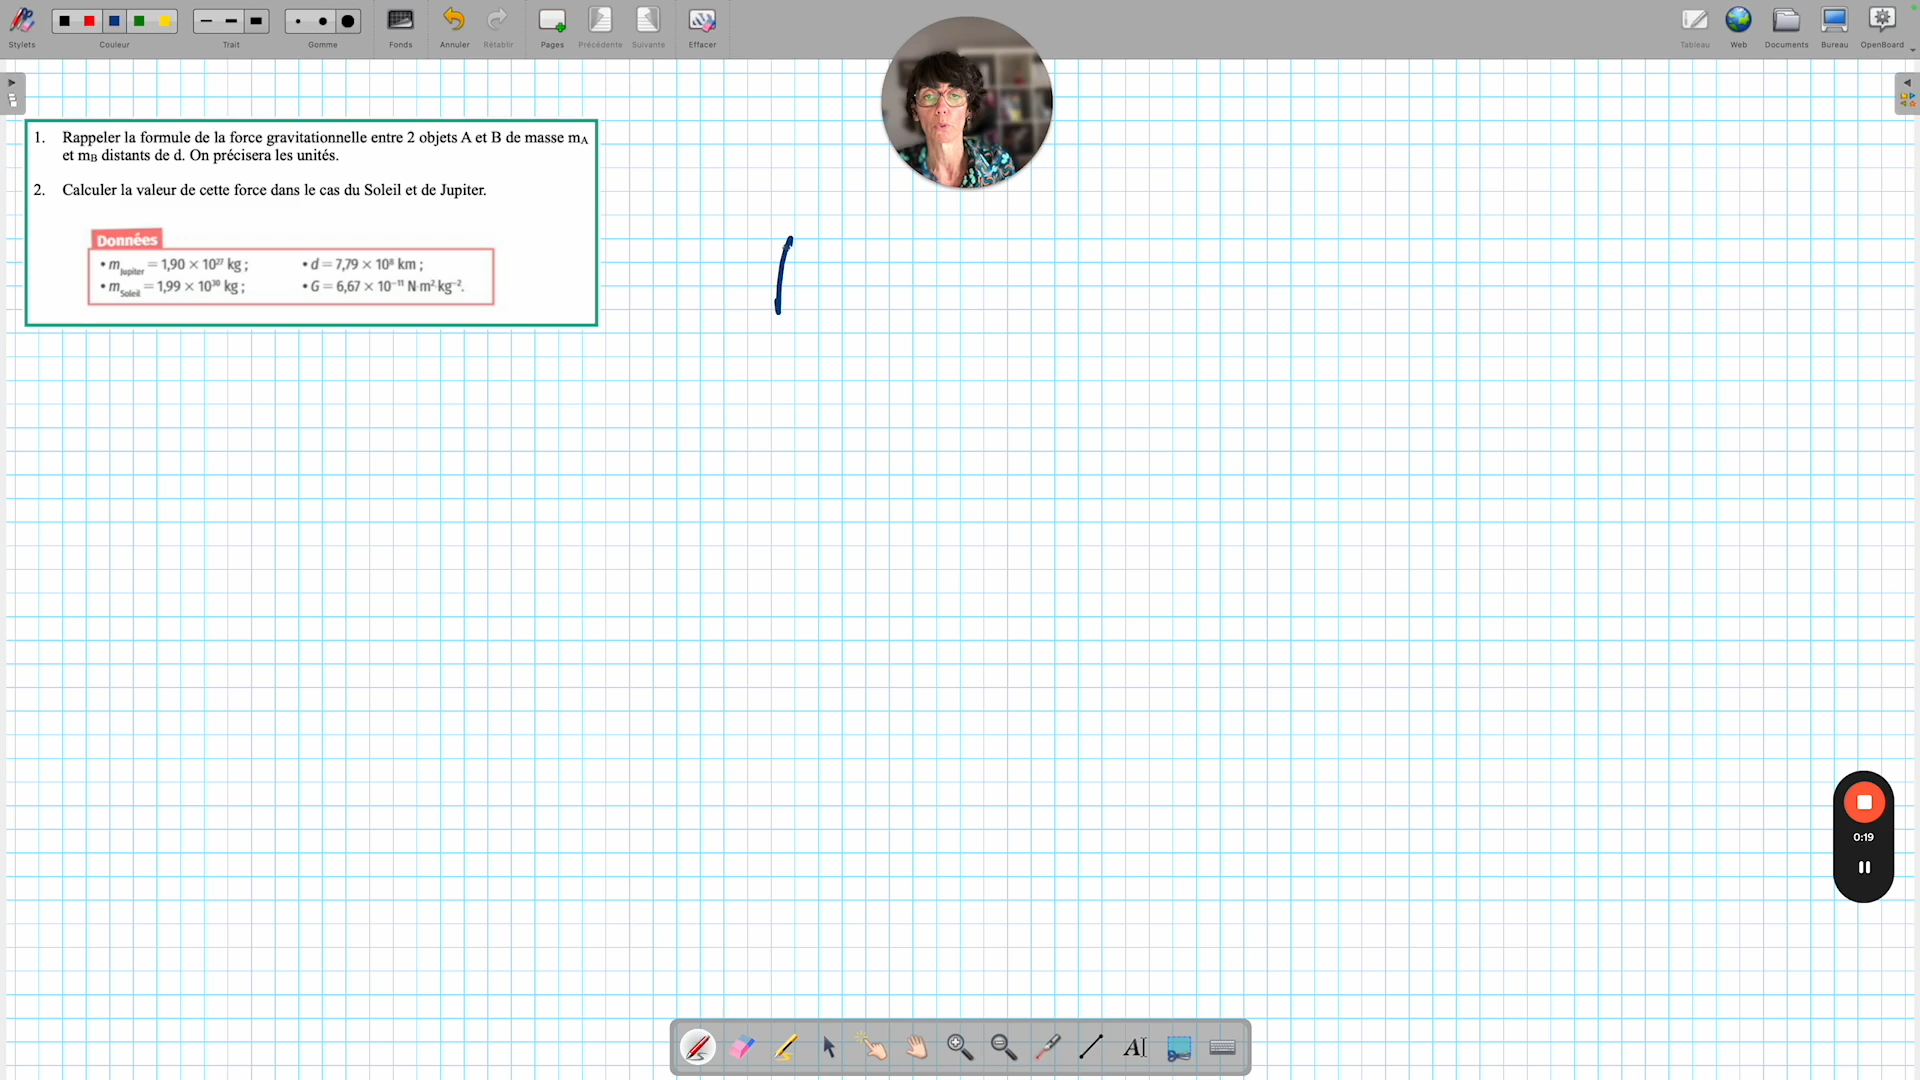 Stylets
Couleur
Trait
Gomme
Fonds
Annuler
Rétablir
Pages
Précédente
Suivante
Effacer
Tableau
Web
Documents
Bureau
OpenBoard
1. Rappeler la formule de la force gravitationnelle entre 2 objets A et B de masse mA
et mB distants de d. On précisera les unités.
2. Calculer la valeur de cette force dans le cas du Soleil et de Jupiter.
Données
• mJupiter = 1,90 × 10²⁷ kg ;
• d = 7,79 × 10⁸ km ;
• mSoleil = 1,99 × 10³⁰ kg ;
• G = 6,67 × 10⁻¹¹ N·m²·kg⁻².
0:19
AI